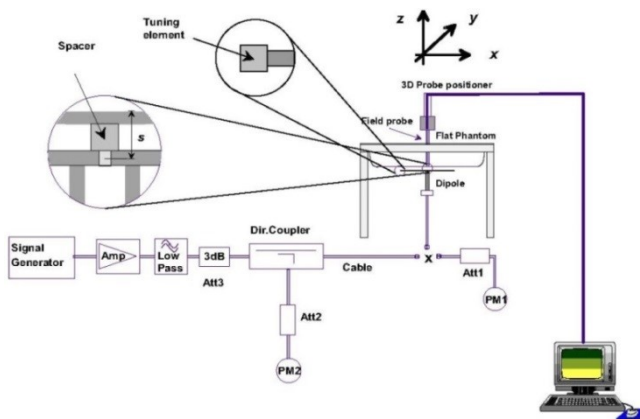 Tuning
element
Spacer
s
z
y
x
3D Probe positioner
Field probe
Flat Phantom
Dipole
Signal
Generator
Amp
Low
Pass
3dB
Att3
Dir.Coupler
Cable
x
Att1
PM1
Att2
PM2